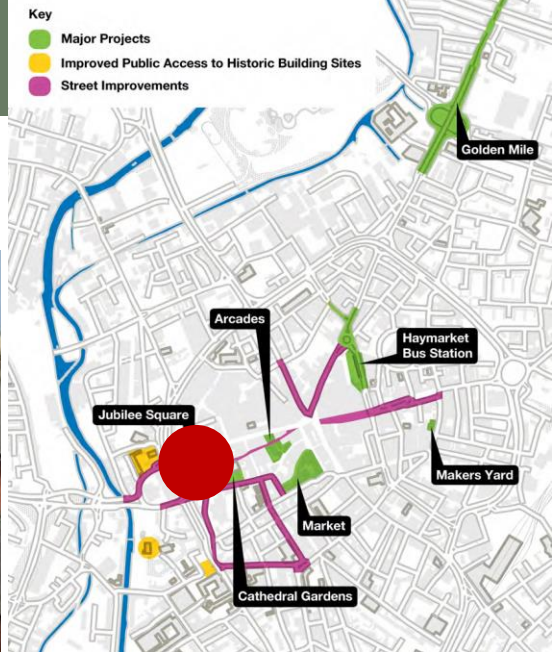 Key
Major Projects
Improved Public Access to Historic Building Sites
Street Improvements
Golden Mile
Arcades
Haymarket
Bus Station
Jubilee Square
Makers Yard
Market
Cathedral Gardens